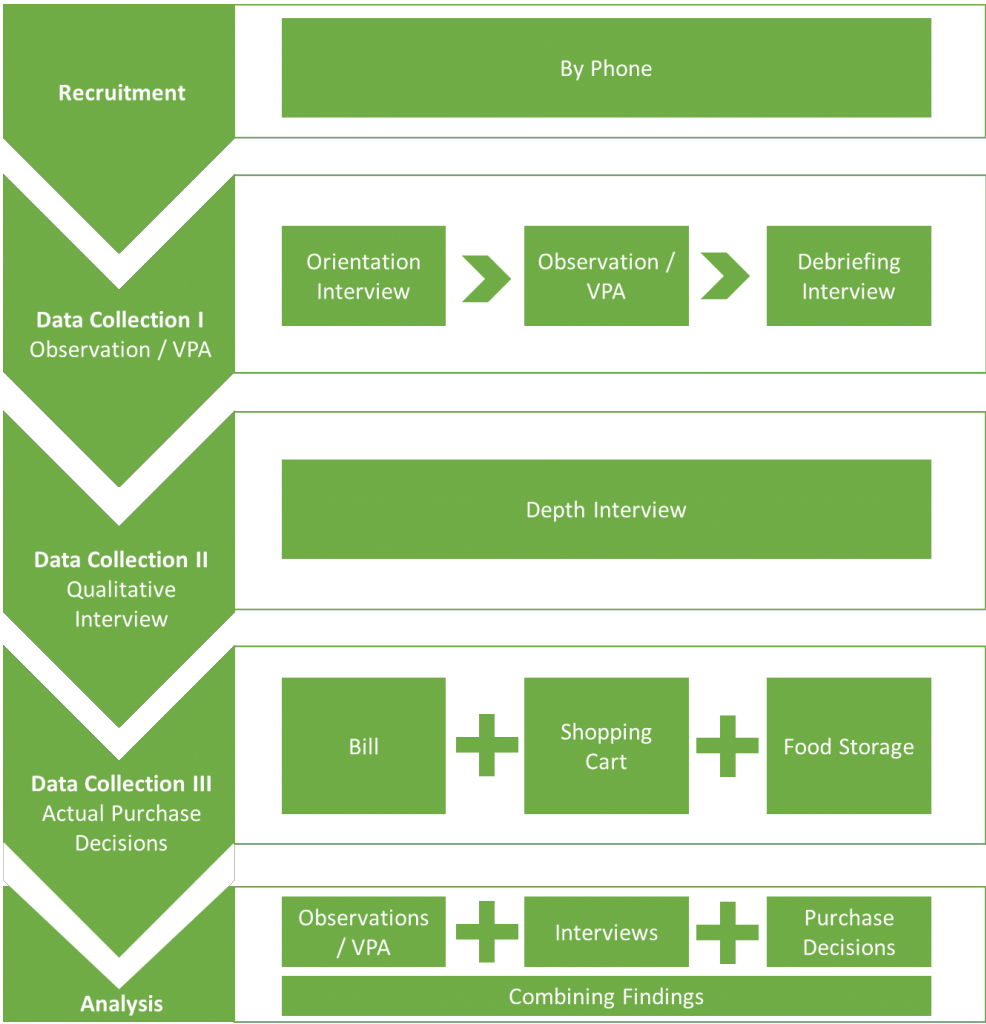 Recruitment
By Phone
Data Collection I
Observation / VPA
Orientation
Interview
Observation /
VPA
Debriefing
Interview
Data Collection II
Qualitative
Interview
Depth Interview
Data Collection III
Actual Purchase
Decisions
Bill
Shopping
Cart
Food Storage
Analysis
Observations
/ VPA
Interviews
Purchase
Decisions
Combining Findings